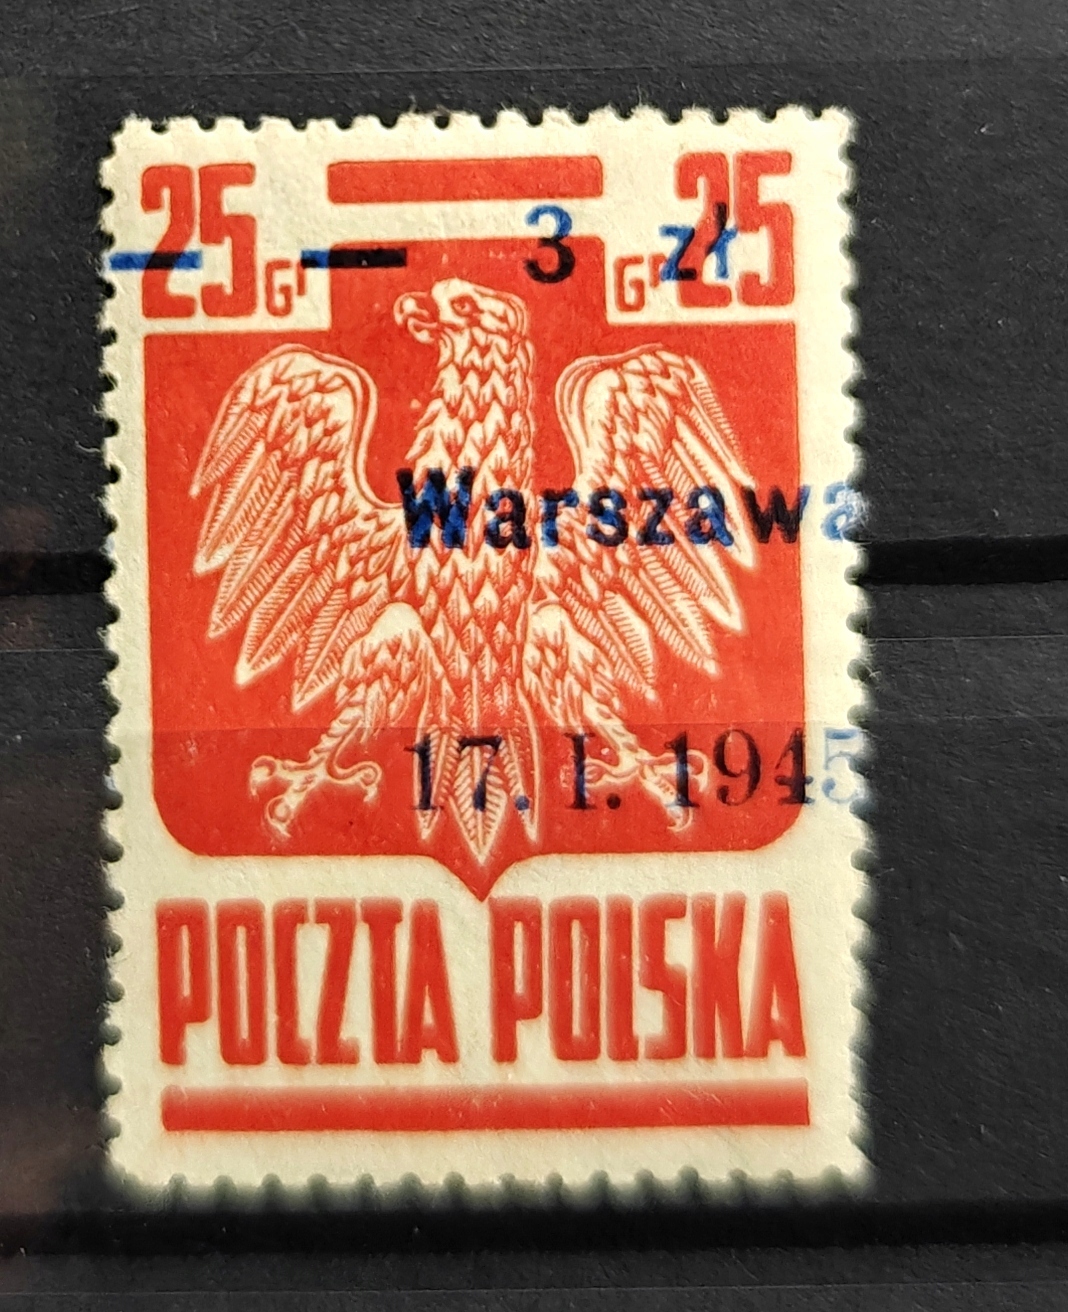 25 Gr Gr 25
3 zł
Warszawa
17. I. 1945
POCZTA POLSKA